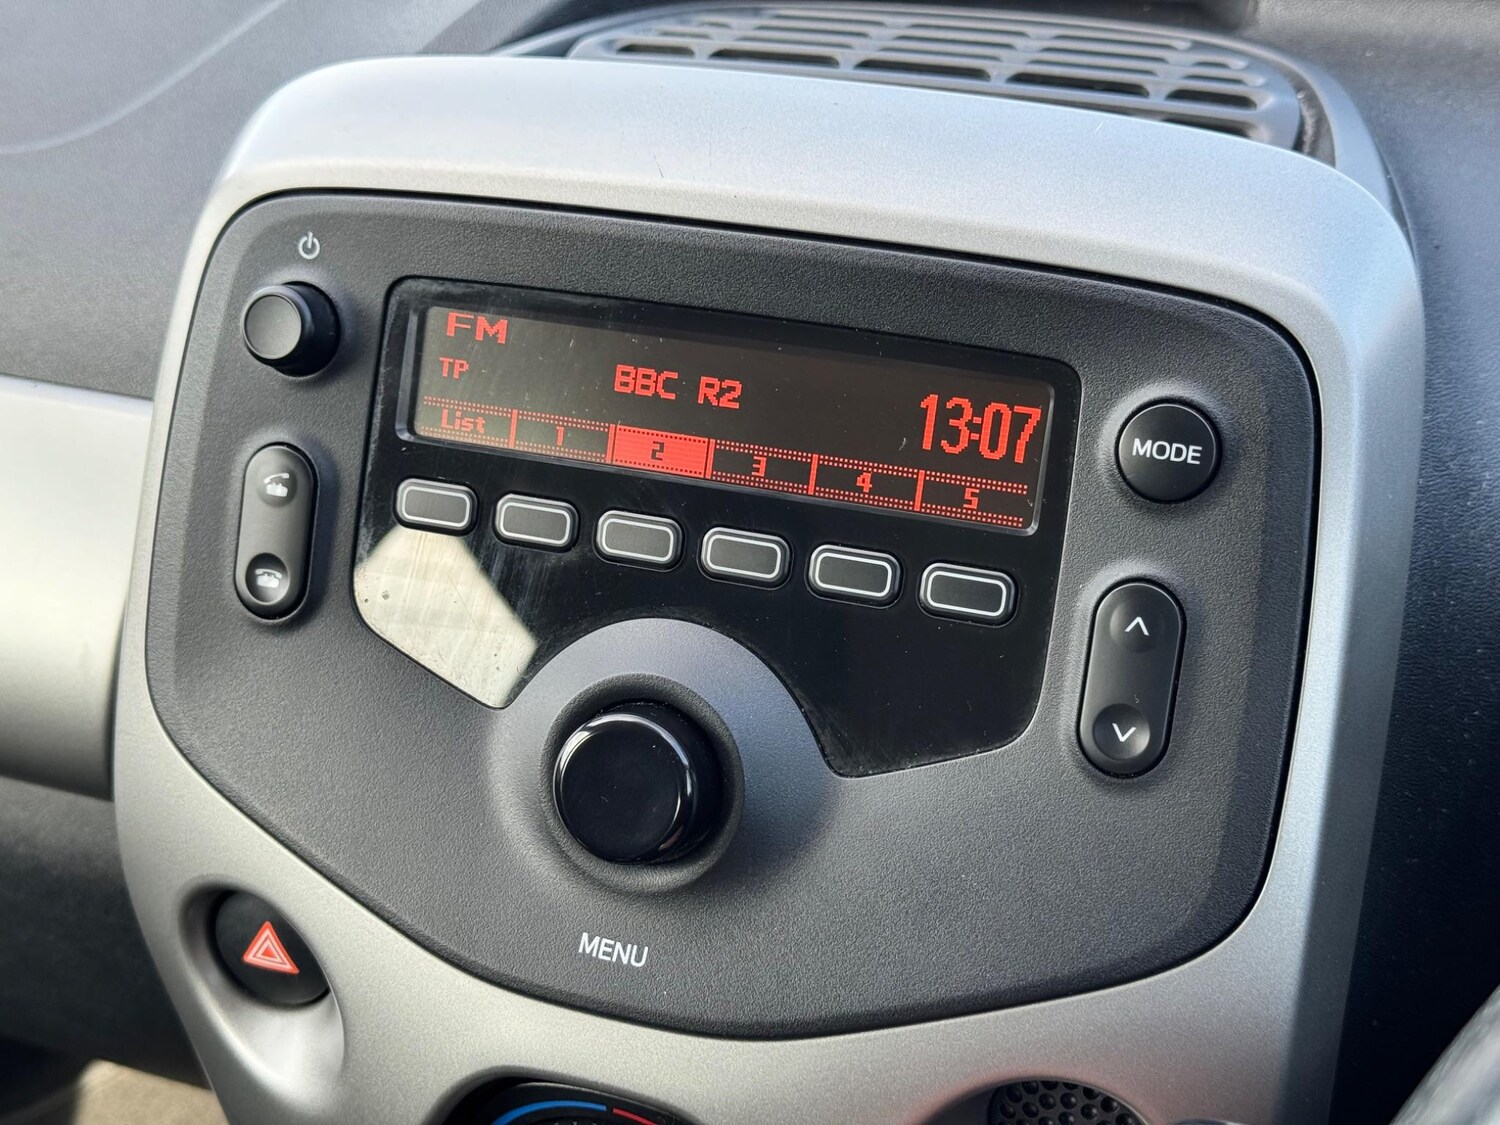 FM
TP
BBC R2
13:07
List 1 2 3 4 5
MODE
MENU